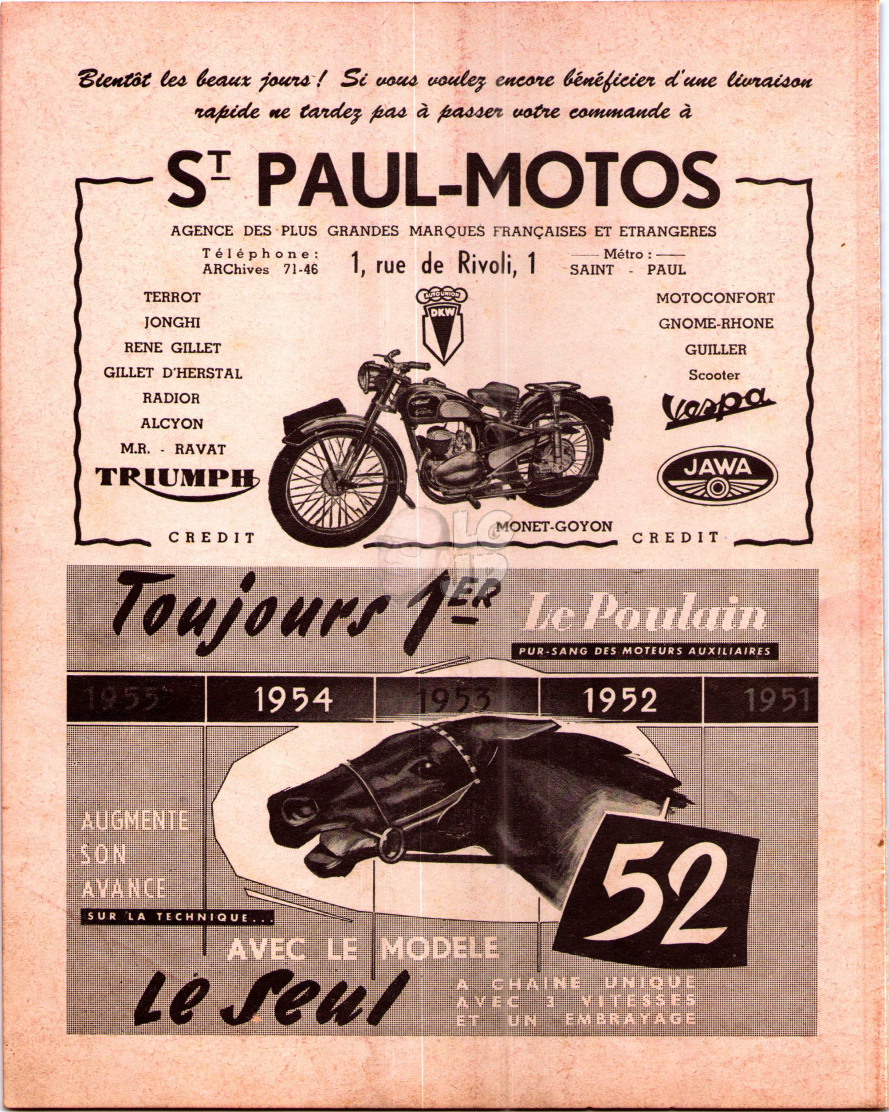 Bientôt les beaux jours ! Si vous voulez encore bénéficier d'une livraison
rapide ne tardez pas à passer votre commande à
ST PAUL-MOTOS
AGENCE DES PLUS GRANDES MARQUES FRANÇAISES ET ETRANGERES
Téléphone :
ARChives 71-46
1, rue de Rivoli, 1
Métro :
SAINT - PAUL
TERROT
JONGHI
RENE GILLET
GILLET D'HERSTAL
RADIOR
ALCYON
M.R. - RAVAT
TRIUMPH
CREDIT
AUTO UNION
DKW
MONET-GOYON
MOTOCONFORT
GNOME-RHONE
GUILLER
Scooter
Vespa
JAWA
CREDIT
Toujours 1ER
Le Poulain
PUR-SANG DES MOTEURS AUXILIAIRES
1955 1954 1953 1952 1951
AUGMENTE
SON
AVANCE
SUR LA TECHNIQUE...
52
AVEC LE MODELE
Le Seul
A CHAINE UNIQUE
AVEC 3 VITESSES
ET UN EMBRAYAGE